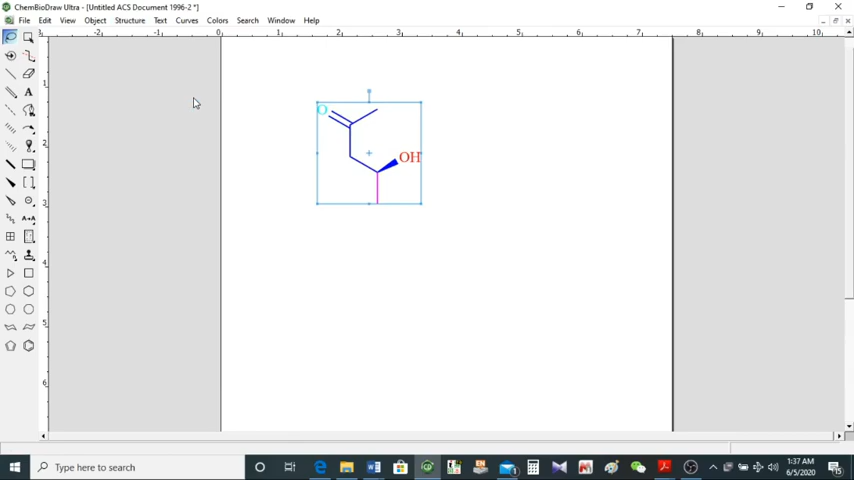 ChemBioDraw Ultra - [Untitled ACS Document 1996-2 *]
File Edit View Object Structure Text Curves Colors Search Window Help
-2 -1 0 1 2 3 4 5 6 7 8 9 10
A
A→A
1
2
3
4
5
6
O
OH
Type here to search
1:37 AM
6/5/2020